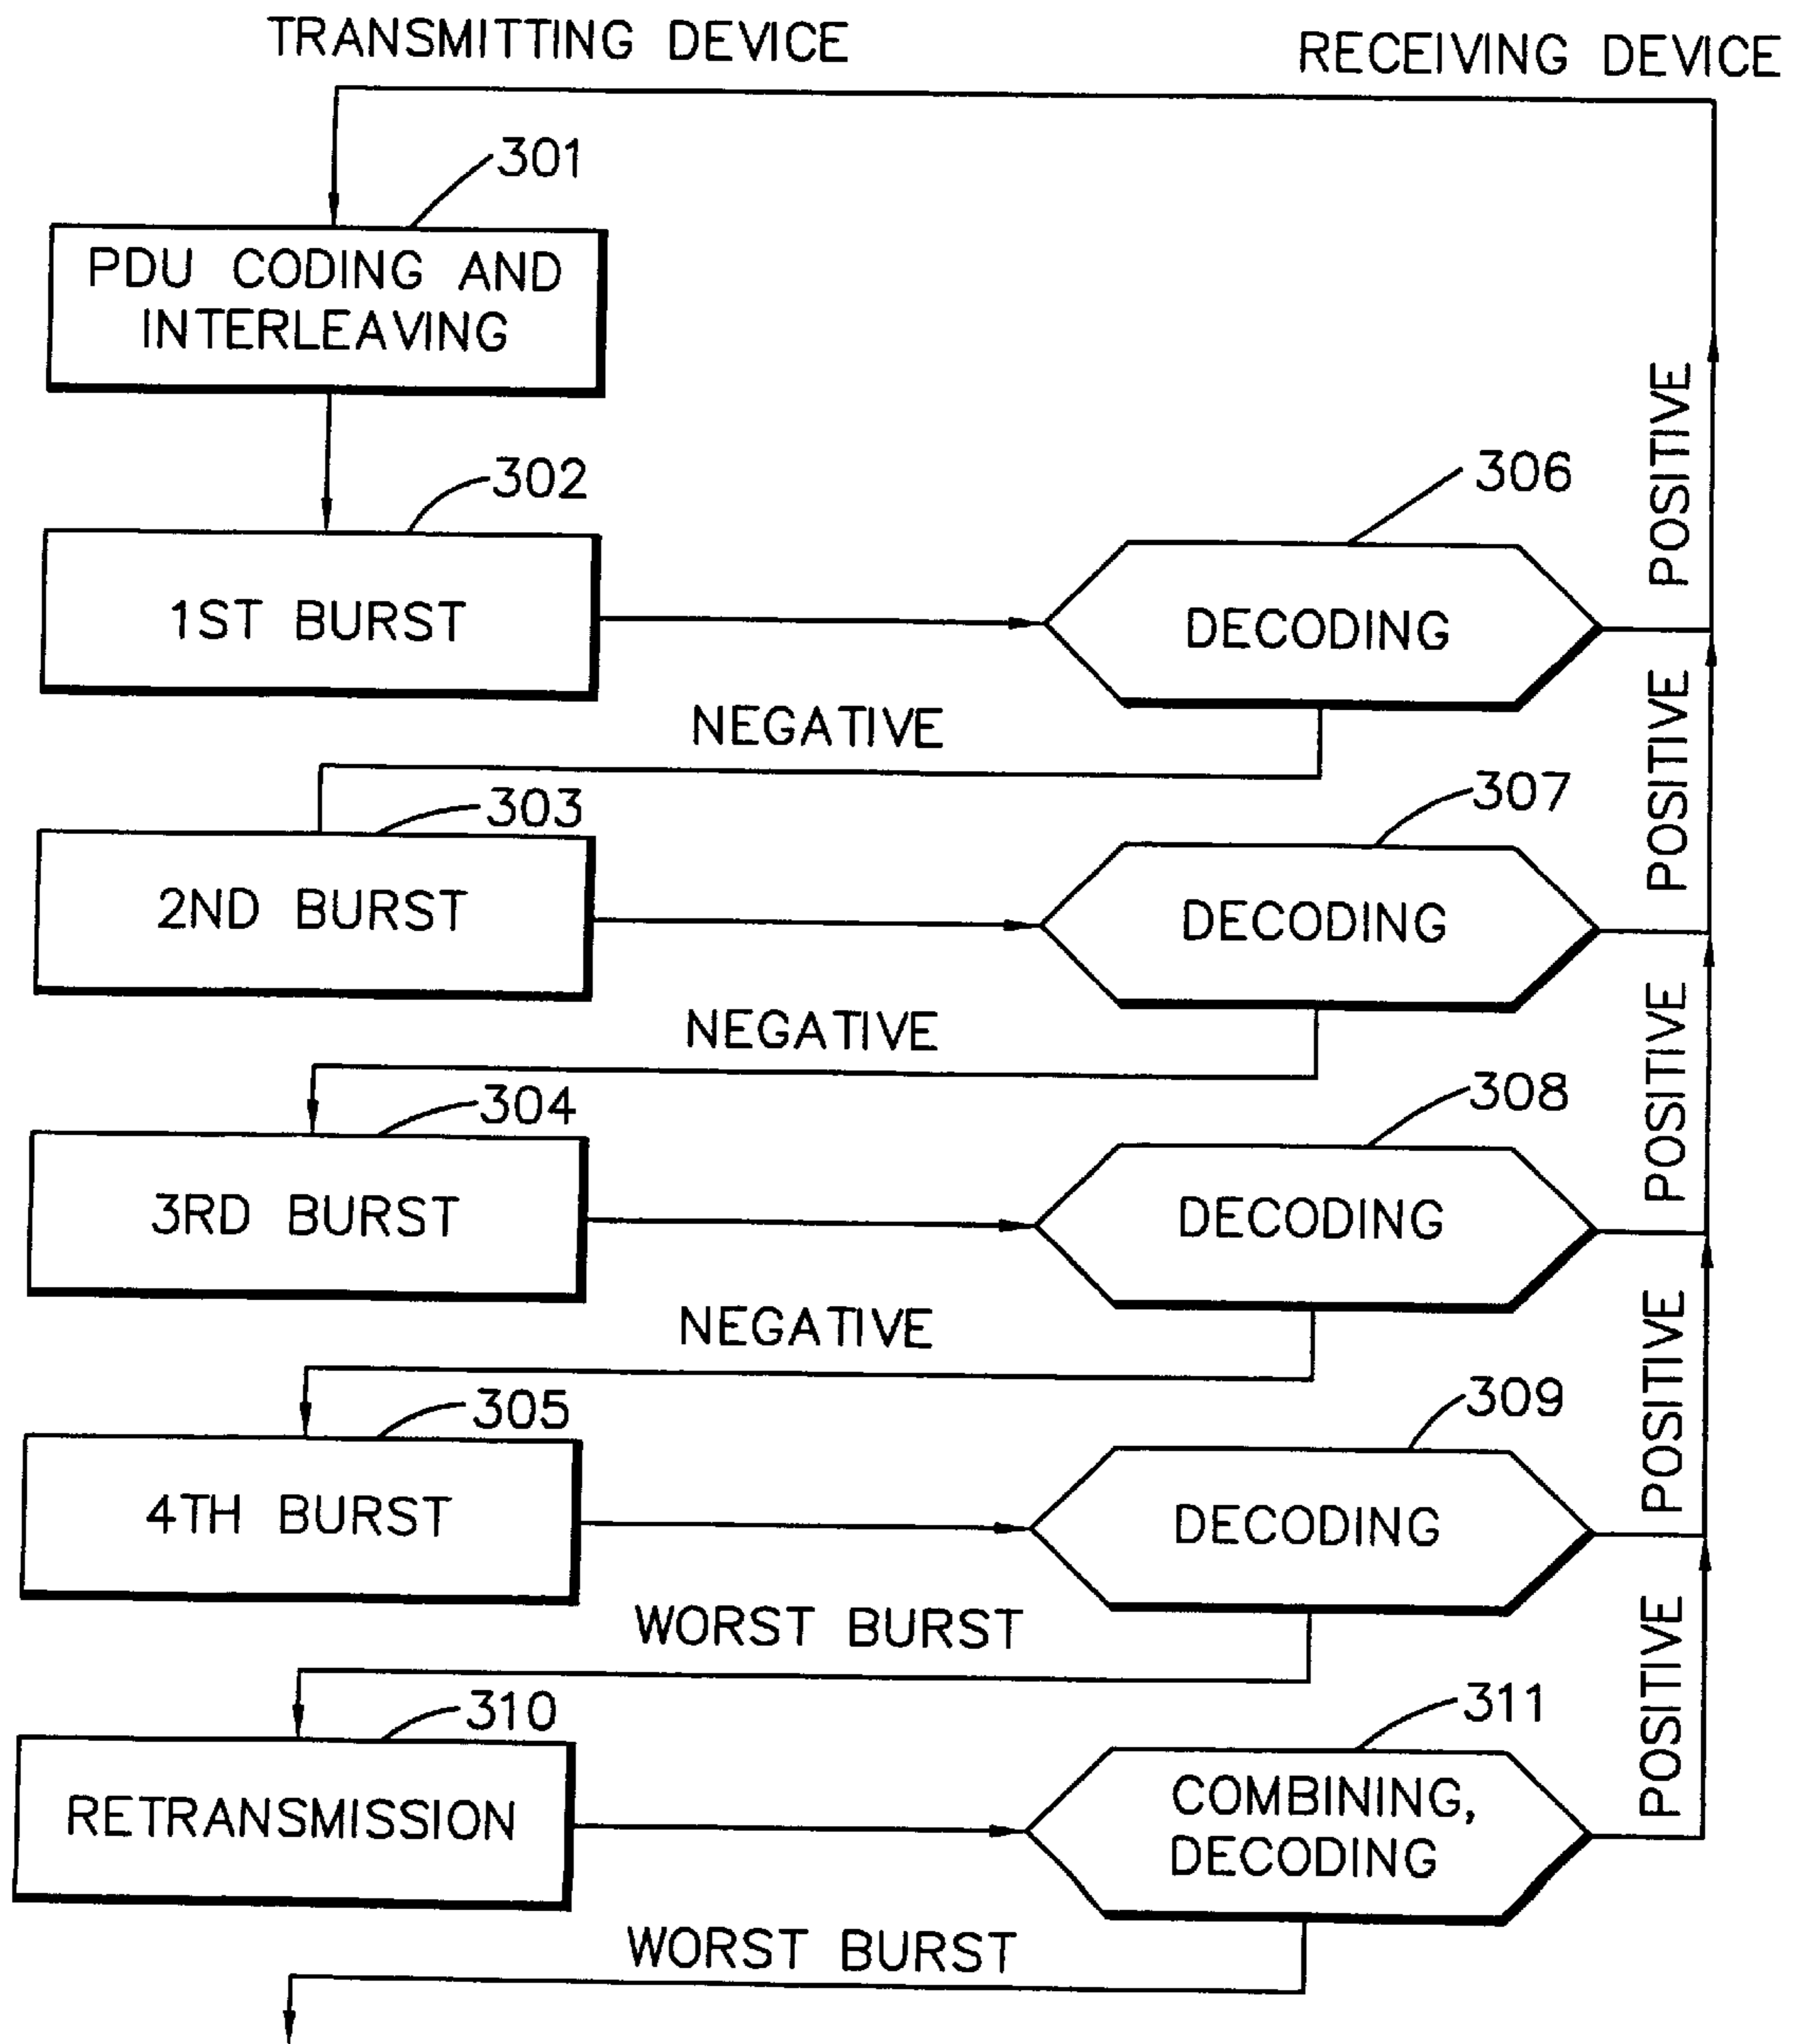 TRANSMITTING DEVICE
RECEIVING DEVICE
301
PDU CODING AND
INTERLEAVING
302
306
POSITIVE
1ST BURST
DECODING
NEGATIVE
303
307
POSITIVE
2ND BURST
DECODING
NEGATIVE
304
308
POSITIVE
3RD BURST
DECODING
NEGATIVE
305
309
POSITIVE
4TH BURST
DECODING
WORST BURST
310
311
POSITIVE
RETRANSMISSION
COMBINING,
DECODING
WORST BURST